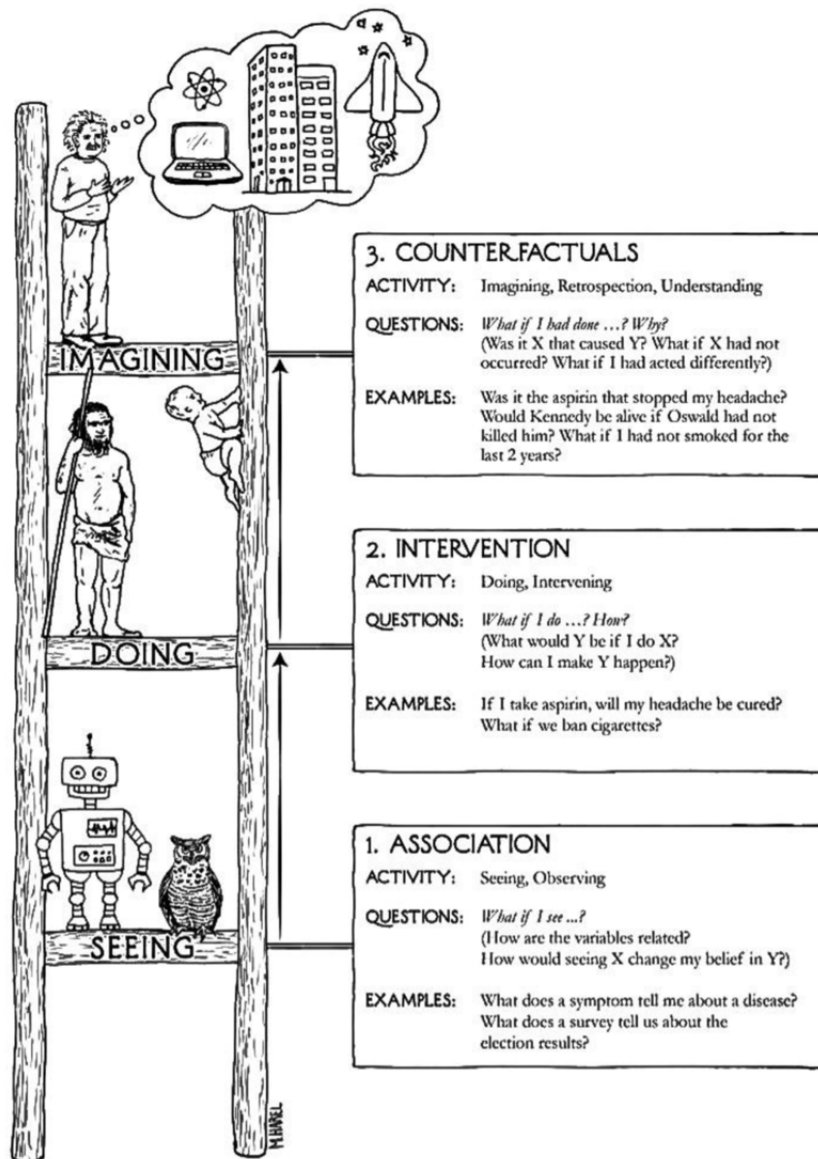 3. COUNTERFACTUALS
ACTIVITY: Imagining, Retrospection, Understanding
QUESTIONS: What if I had done …? Why?
(Was it X that caused Y? What if X had not
occurred? What if I had acted differently?)
EXAMPLES: Was it the aspirin that stopped my headache?
Would Kennedy be alive if Oswald had not
killed him? What if I had not smoked for the
last 2 years?
IMAGINING
2. INTERVENTION
ACTIVITY: Doing, Intervening
QUESTIONS: What if I do …? How?
(What would Y be if I do X?
How can I make Y happen?)
EXAMPLES: If I take aspirin, will my headache be cured?
What if we ban cigarettes?
DOING
1. ASSOCIATION
ACTIVITY: Seeing, Observing
QUESTIONS: What if I see …?
(How are the variables related?
How would seeing X change my belief in Y?)
EXAMPLES: What does a symptom tell me about a disease?
What does a survey tell us about the
election results?
SEEING
M.HAREL